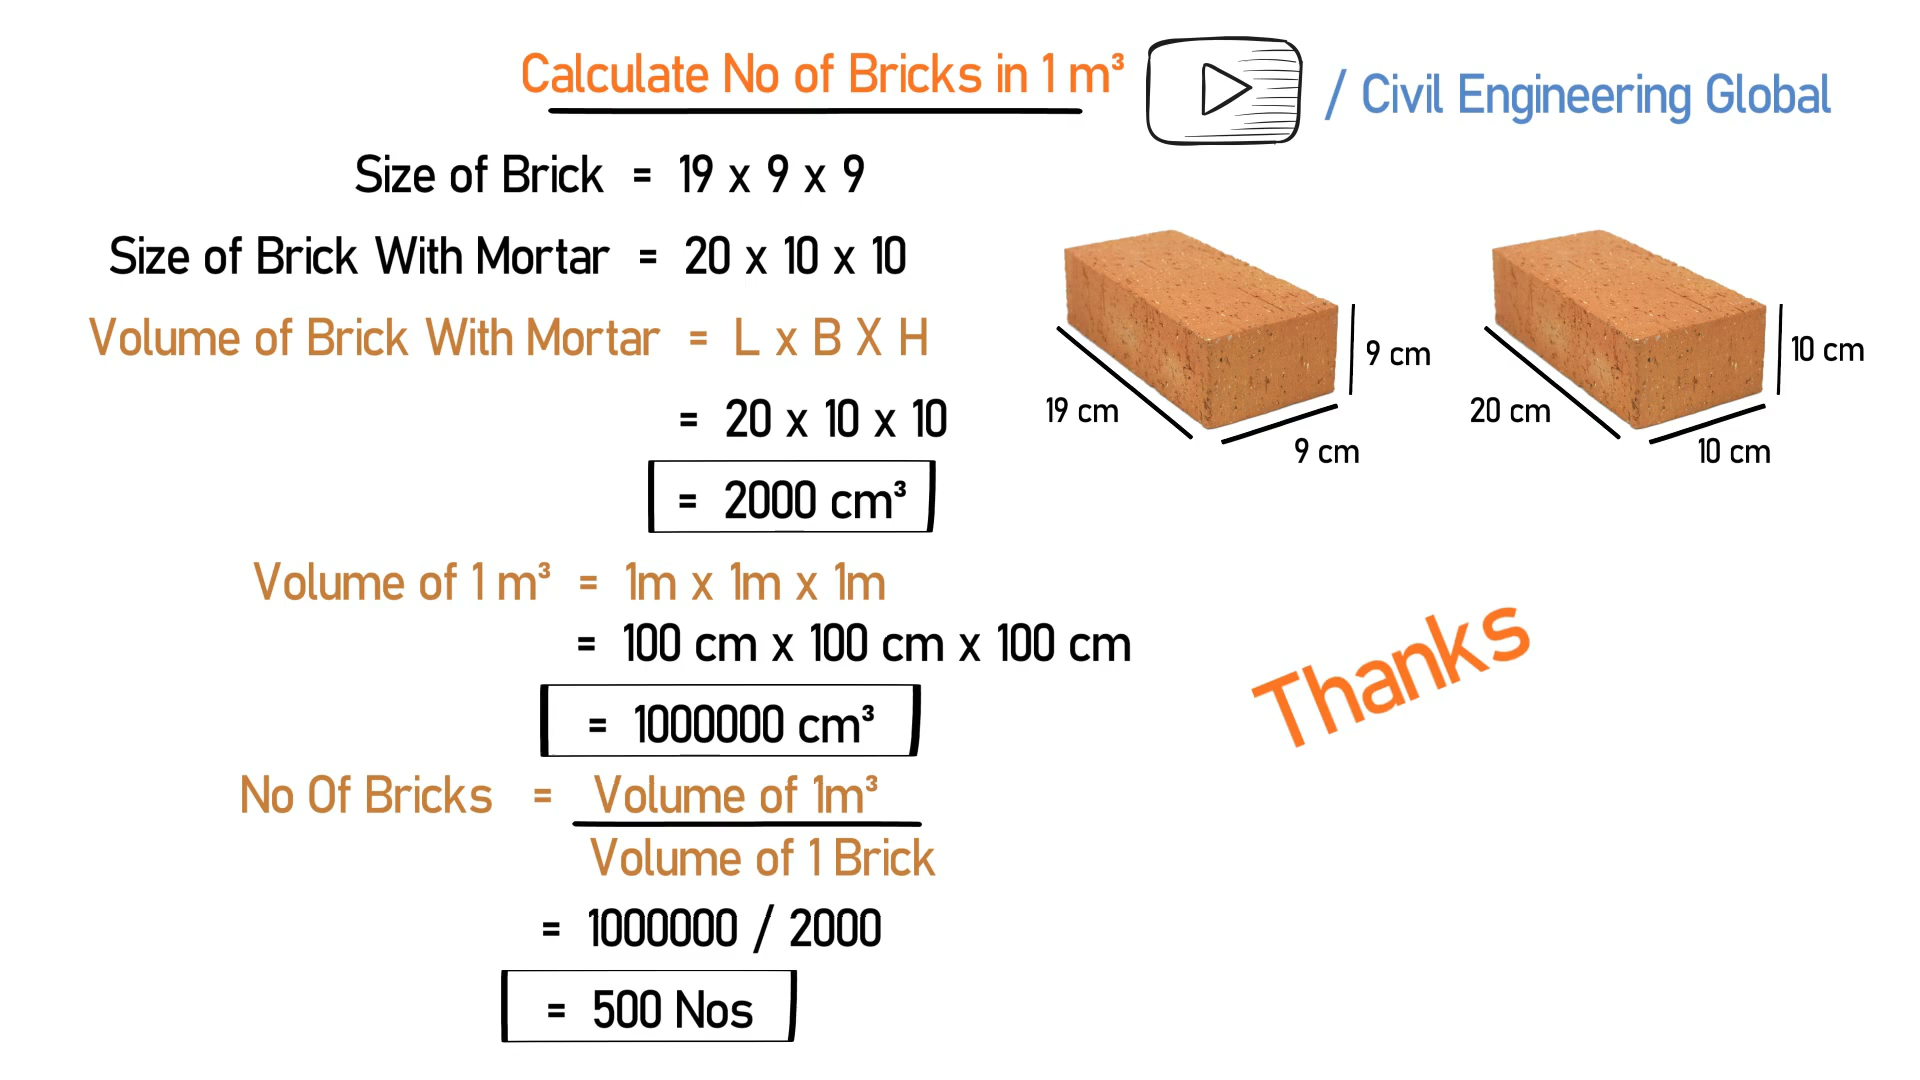 Calculate No of Bricks in 1 m³
/ Civil Engineering Global
Size of Brick = 19 x 9 x 9
Size of Brick With Mortar = 20 x 10 x 10
Volume of Brick With Mortar = L x B X H
= 20 x 10 x 10
= 2000 cm³
9 cm
19 cm
9 cm
10 cm
20 cm
10 cm
Volume of 1 m³ = 1m x 1m x 1m
= 100 cm x 100 cm x 100 cm
= 1000000 cm³
Thanks
No Of Bricks = Volume of 1m³
Volume of 1 Brick
= 1000000 / 2000
= 500 Nos